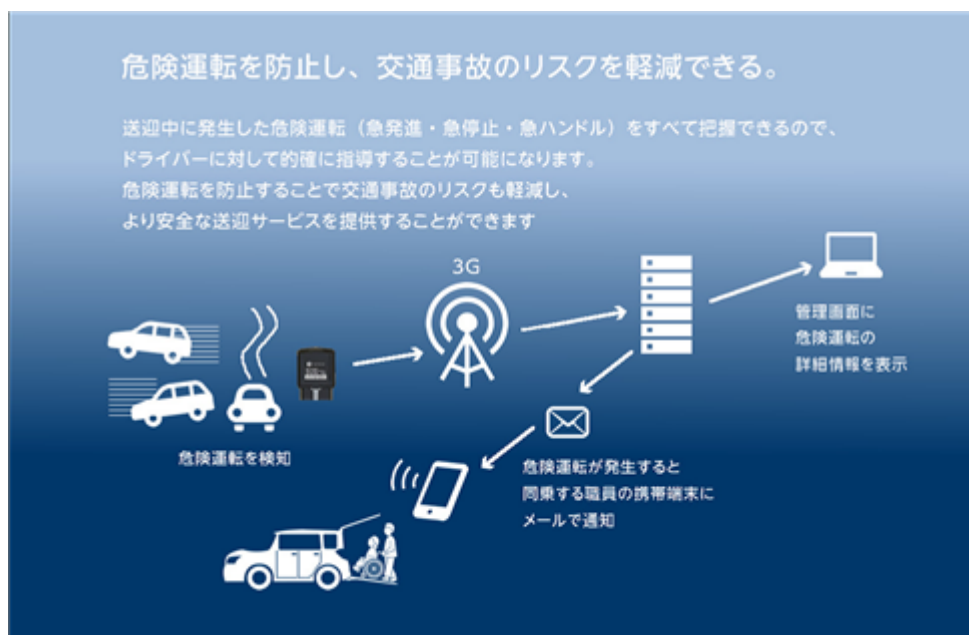 危険運転を防止し、交通事故のリスクを軽減できる。
送迎中に発生した危険運転（急発進・急停止・急ハンドル）をすべて把握できるので、
ドライバーに対して的確に指導することが可能になります。
危険運転を防止することで交通事故のリスクも軽減し、
より安全な送迎サービスを提供することができます
3G
管理画面に
危険運転の
詳細情報を表示
危険運転を検知
危険運転が発生すると
同乗する職員の携帯端末に
メールで通知